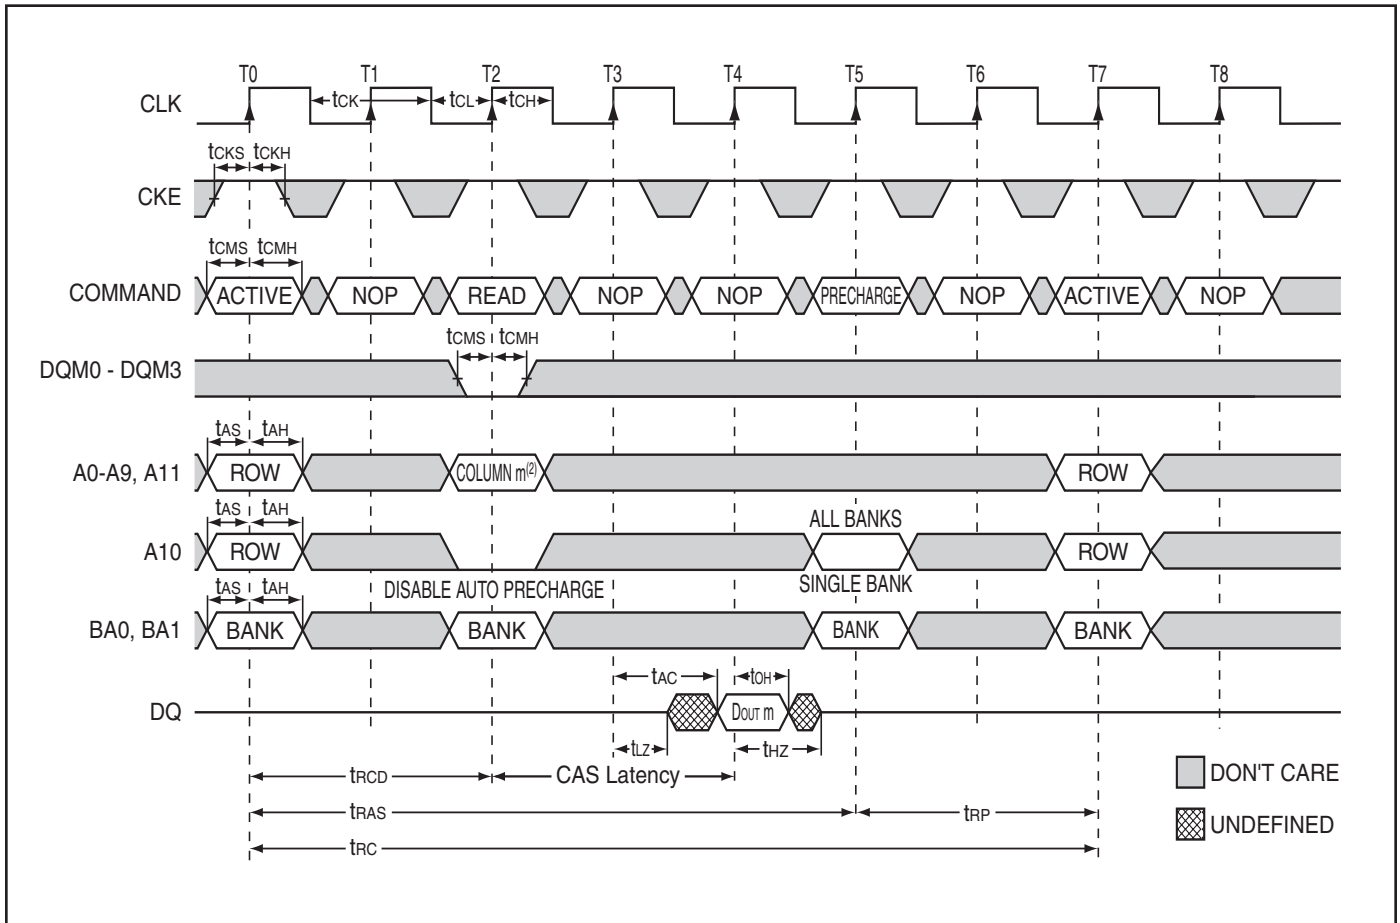 T0 T1 T2 T3 T4 T5 T6 T7 T8
CLK tCK tCL tCH
tCKS tCKH
CKE
tCMS tCMH
COMMAND ACTIVE NOP READ NOP NOP PRECHARGE NOP ACTIVE NOP
tCMS tCMH
DQM0 - DQM3
tAS tAH
A0-A9, A11 ROW COLUMN m(2) ROW
tAS tAH ALL BANKS
A10 ROW ROW
tAS tAH DISABLE AUTO PRECHARGE SINGLE BANK
BA0, BA1 BANK BANK BANK BANK
tAC tOH
DQ DOUT m
tLZ tHZ
tRCD CAS Latency DON'T CARE
tRAS tRP
UNDEFINED
tRC